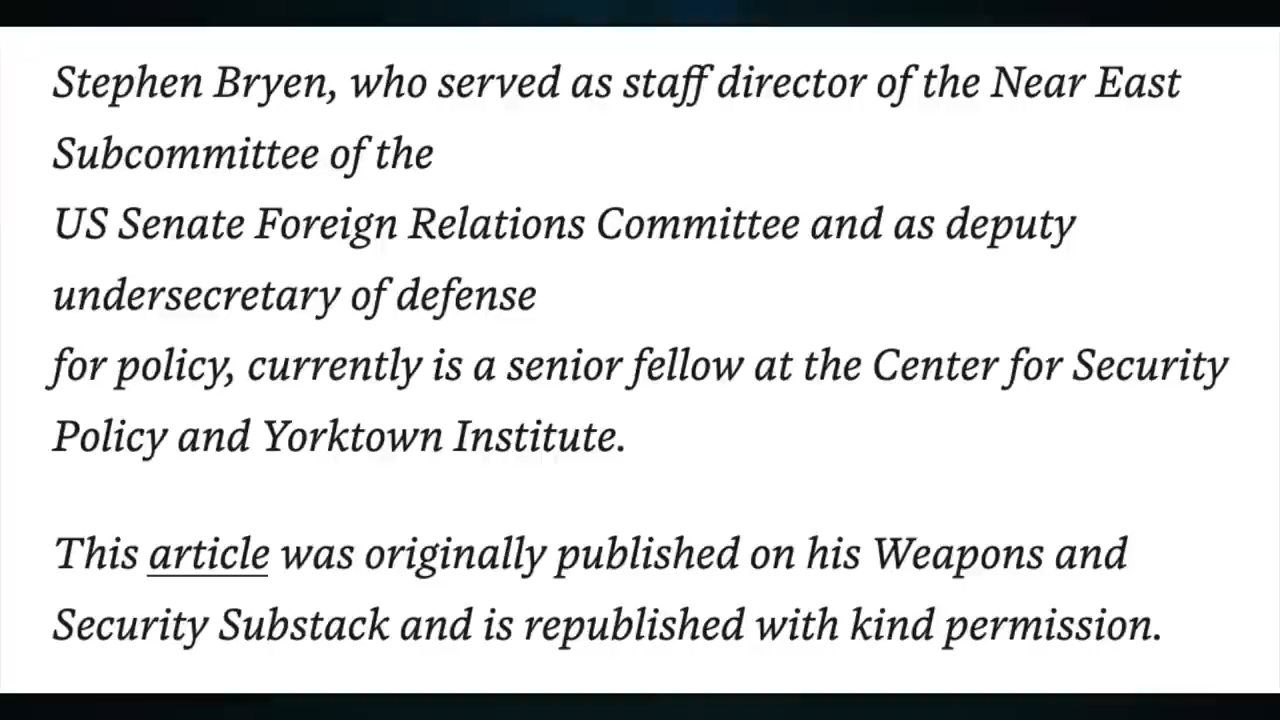 Stephen Bryen, who served as staff director of the Near East
Subcommittee of the
US Senate Foreign Relations Committee and as deputy
undersecretary of defense
for policy, currently is a senior fellow at the Center for Security
Policy and Yorktown Institute.
This article was originally published on his Weapons and
Security Substack and is republished with kind permission.